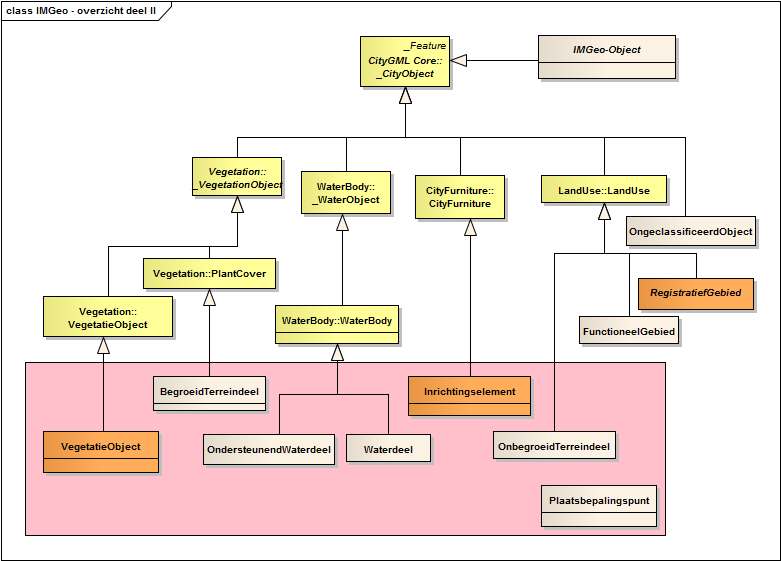 class IMGeo - overzicht deel II
_Feature
CityGML Core::
_CityObject
IMGeo-Object
Vegetation::
_VegetationObject
WaterBody::
_WaterObject
CityFurniture::
CityFurniture
LandUse::LandUse
OngeclassificeerdObject
Vegetation::PlantCover
RegistratiefGebied
Vegetation::
VegetatieObject
WaterBody::WaterBody
FunctioneelGebied
BegroeidTerreindeel
Inrichtingselement
VegetatieObject
OndersteunendWaterdeel
Waterdeel
OnbegroeidTerreindeel
Plaatsbepalingspunt